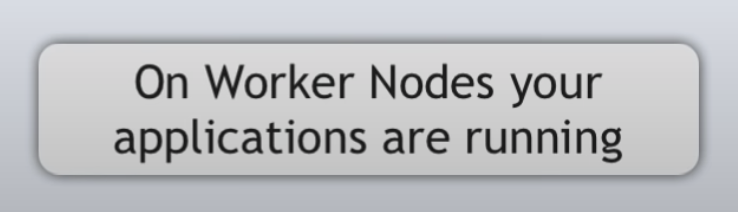 On Worker Nodes your
applications are running